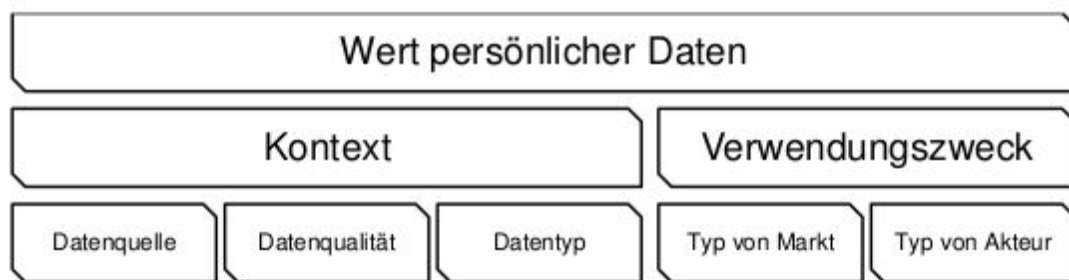 Wert persönlicher Daten
Kontext
Verwendungszweck
Datenquelle
Datenqualität
Datentyp
Typ von Markt
Typ von Akteur